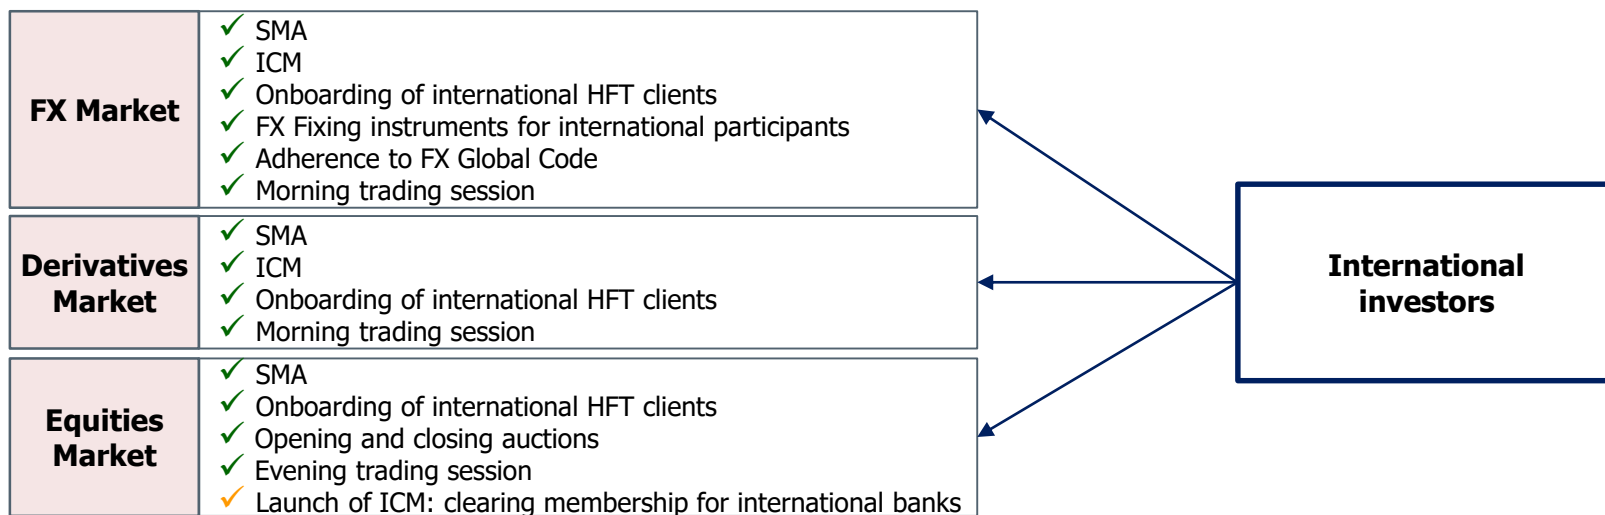 FX Market
SMA
ICM
Onboarding of international HFT clients
FX Fixing instruments for international participants
Adherence to FX Global Code
Morning trading session
Derivatives
Market
SMA
ICM
Onboarding of international HFT clients
Morning trading session
Equities
Market
SMA
Onboarding of international HFT clients
Opening and closing auctions
Evening trading session
Launch of ICM: clearing membership for international banks
International
investors